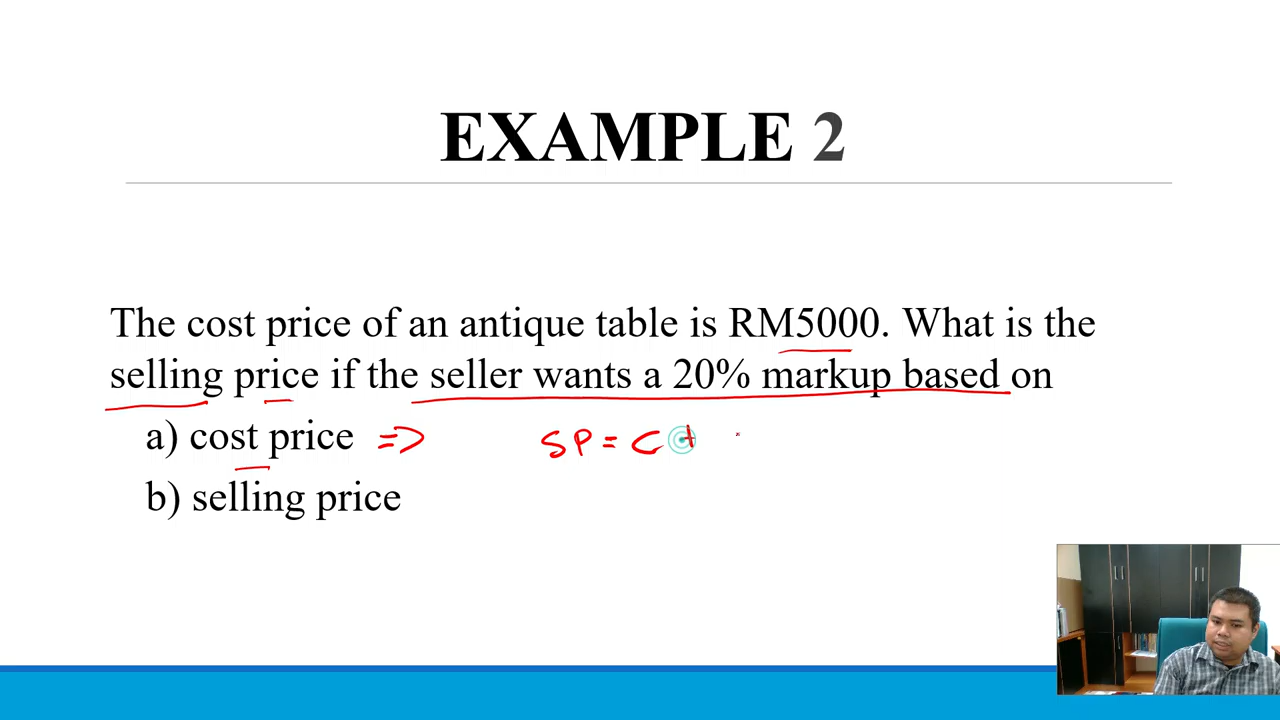 EXAMPLE 2
The cost price of an antique table is RM5000. What is the
selling price if the seller wants a 20% markup based on
a) cost price => SP = C +
b) selling price